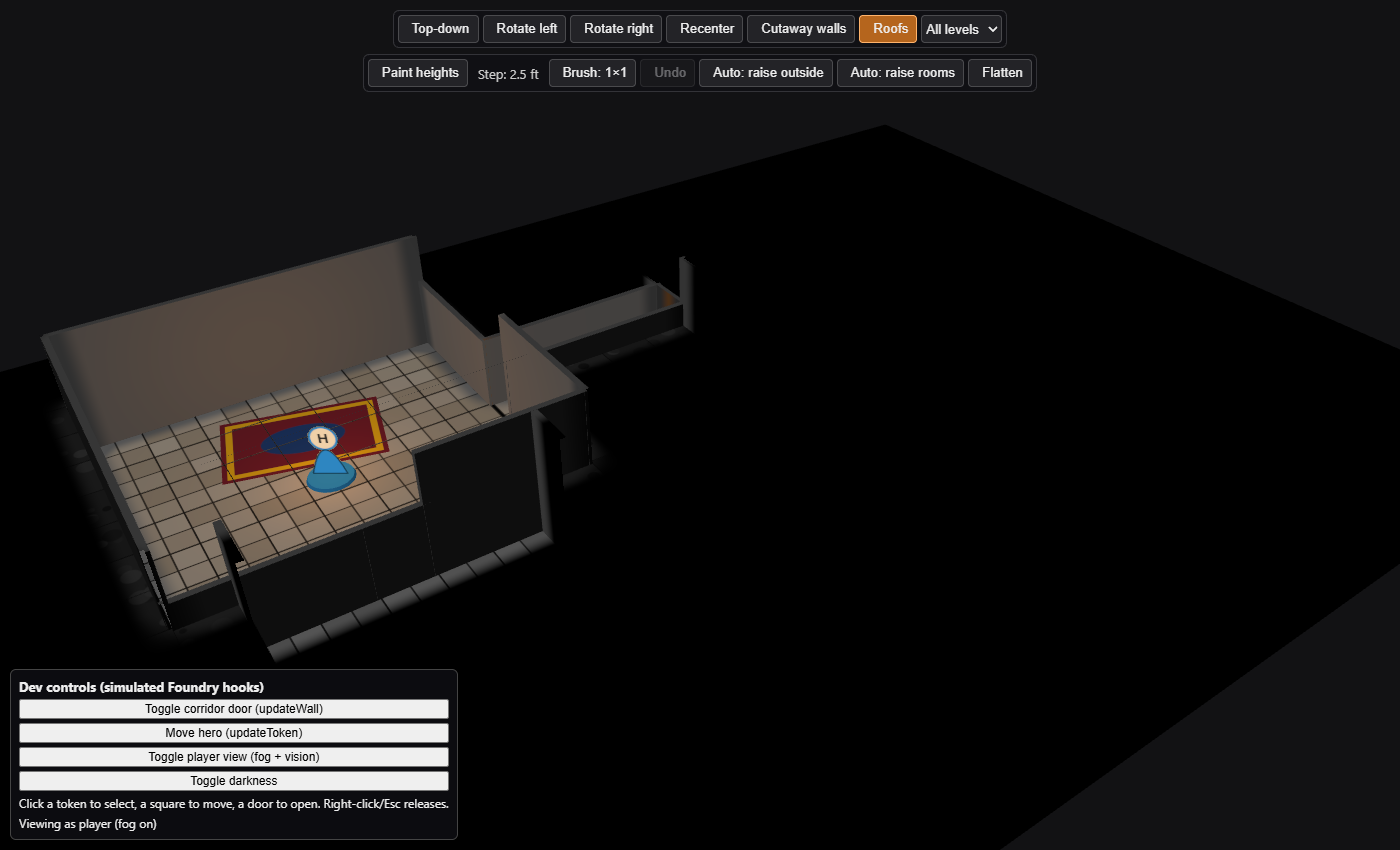 Top-down Rotate left Rotate right Recenter Cutaway walls Roofs All levels
Paint heights Step: 2.5 ft Brush: 1×1 Undo Auto: raise outside Auto: raise rooms Flatten
H
Dev controls (simulated Foundry hooks)
Toggle corridor door (updateWall)
Move hero (updateToken)
Toggle player view (fog + vision)
Toggle darkness
Click a token to select, a square to move, a door to open. Right-click/Esc releases.
Viewing as player (fog on)